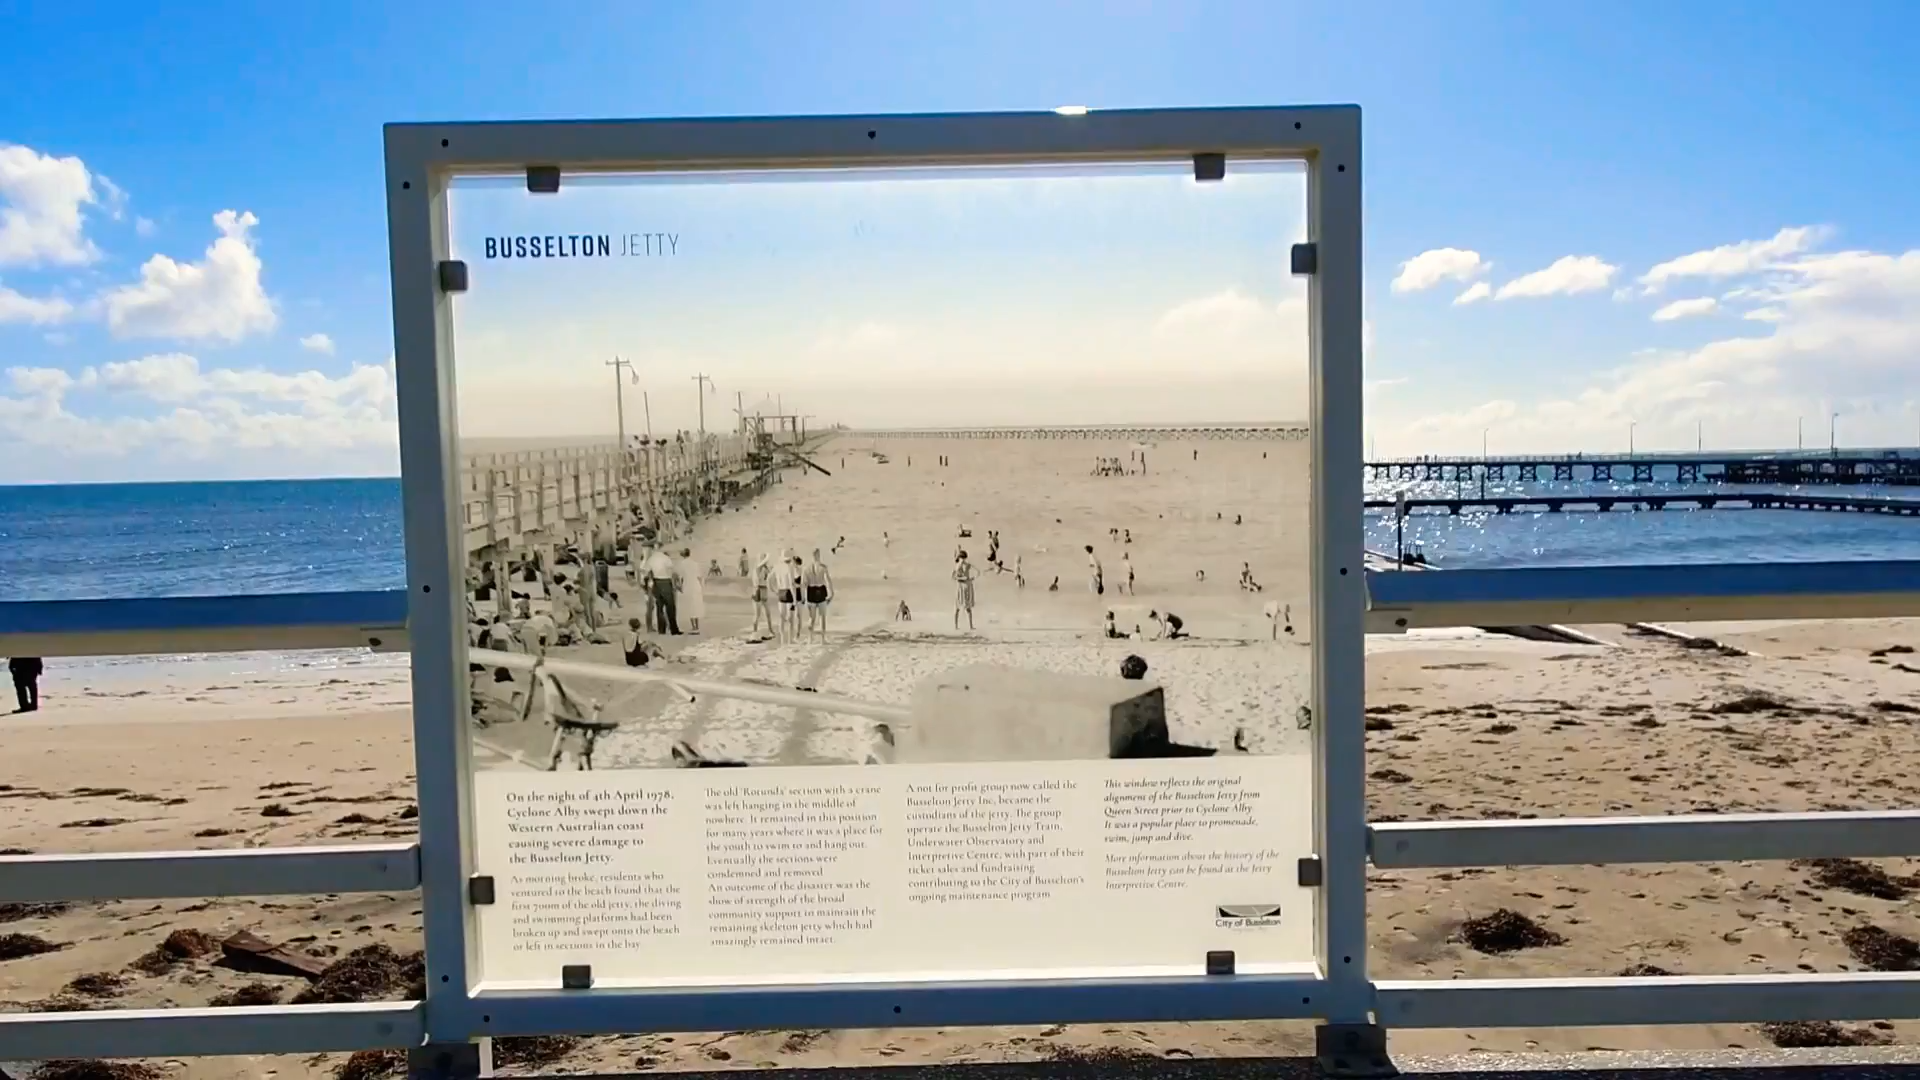 BUSSELTON JETTY
On the night of 4th April 1978,
Cyclone Alby swept down the
Western Australian coast
causing severe damage to
the Busselton Jetty.
As morning broke, residents who
ventured to the beach found that the
first 700m of the old jetty, the diving
and swimming platforms had been
broken up and swept onto the beach
or left in sections in the bay.
The old 'Rotunda' section with a crane
was left hanging in the middle of
nowhere. It remained in this position
for many years where it was a place for
the youth to swim to and hang out.
Eventually the sections were
condemned and removed.
An outcome of the disaster was the
show of strength of the broad
community support to maintain the
remaining skeleton jetty which had
amazingly remained intact.
A not for profit group now called the
Busselton Jetty Inc, became the
custodians of the jetty. The group
operate the Busselton Jetty Train,
Underwater Observatory and
Interpretive Centre, with part of their
ticket sales and fundraising
contributing to the City of Busselton's
ongoing maintenance program.
This window reflects the original
alignment of the Busselton Jetty from
Queen Street prior to Cyclone Alby.
It was a popular place to promenade,
swim, jump and dive.
More information about the history of the
Busselton Jetty can be found at the Jetty
Interpretive Centre.
City of Busselton